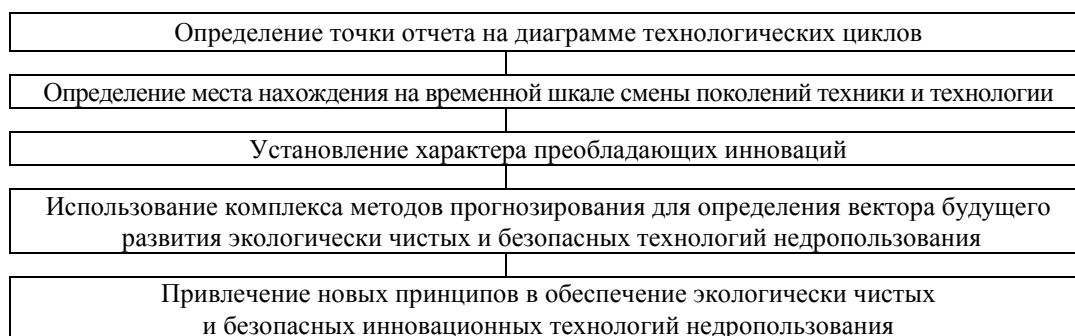 Определение точки отчета на диаграмме технологических циклов
Определение места нахождения на временной шкале смены поколений техники и технологии
Установление характера преобладающих инноваций
Использование комплекса методов прогнозирования для определения вектора будущего
развития экологически чистых и безопасных технологий недропользования
Привлечение новых принципов в обеспечение экологически чистых
и безопасных инновационных технологий недропользования